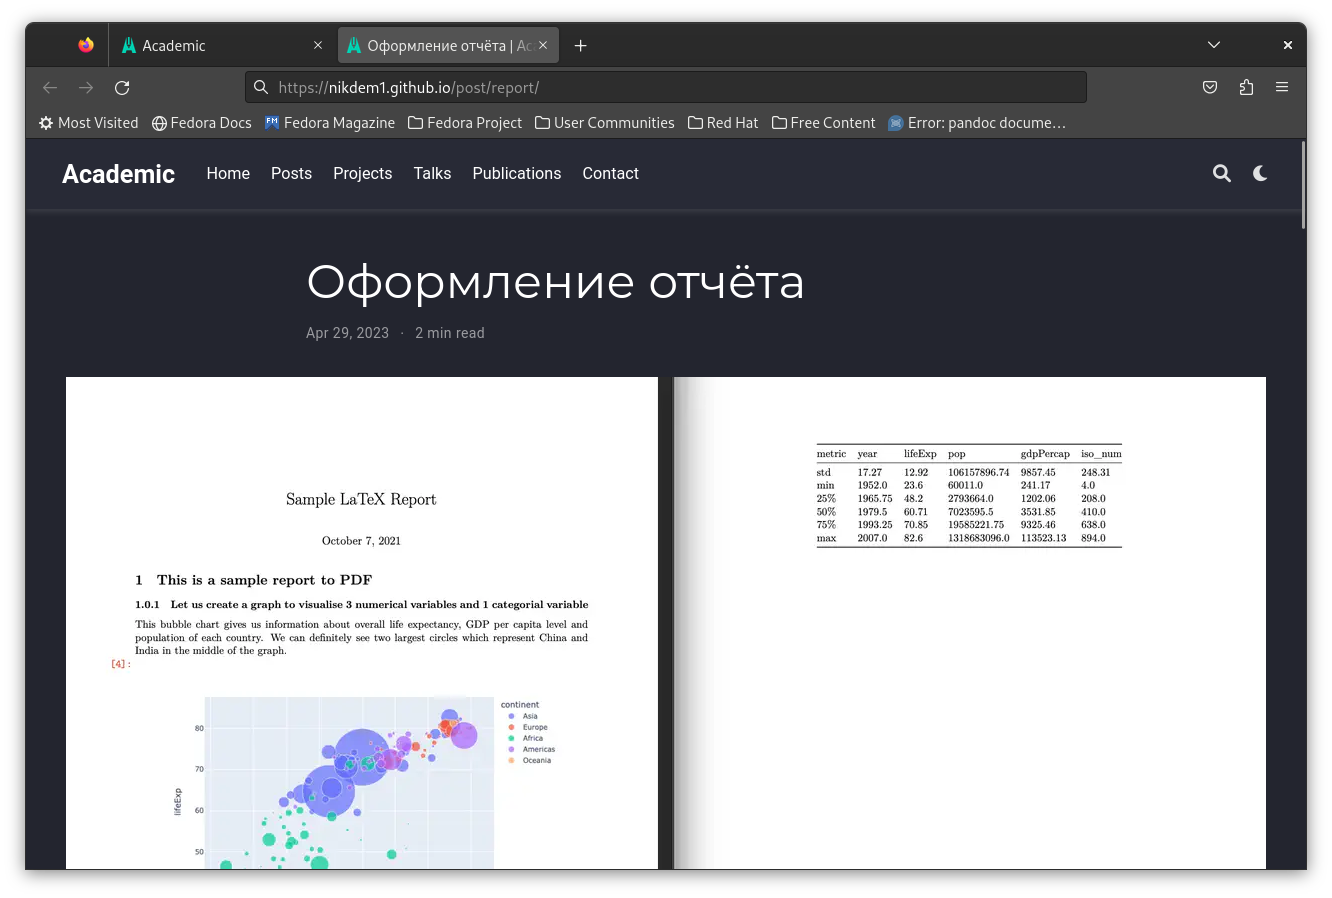 Academic
Оформление отчёта | Ac
https://nikdem1.github.io/post/report/
Most Visited Fedora Docs Fedora Magazine Fedora Project User Communities Red Hat Free Content Error: pandoc docume…
Academic Home Posts Projects Talks Publications Contact
Оформление отчёта
Apr 29, 2023 · 2 min read
Sample LaTeX Report
October 7, 2021
1 This is a sample report to PDF
1.0.1 Let us create a graph to visualise 3 numerical variables and 1 categorial variable
This bubble chart gives us information about overall life expectancy, GDP per capita level and
population of each country. We can definitely see two largest circles which represent China and
India in the middle of the graph.
[4]:
continent
Asia
Europe
Africa
Americas
Oceania
80
70
60
50
lifeExp
metric year lifeExp pop gdpPercap iso_num
std 17.27 12.92 106157896.74 9857.45 248.31
min 1952.0 23.6 60011.0 241.17 4.0
25% 1965.75 48.2 2793664.0 1202.06 208.0
50% 1979.5 60.71 7023595.5 3531.85 410.0
75% 1993.25 70.85 19585221.75 9325.46 638.0
max 2007.0 82.6 1318683096.0 113523.13 894.0